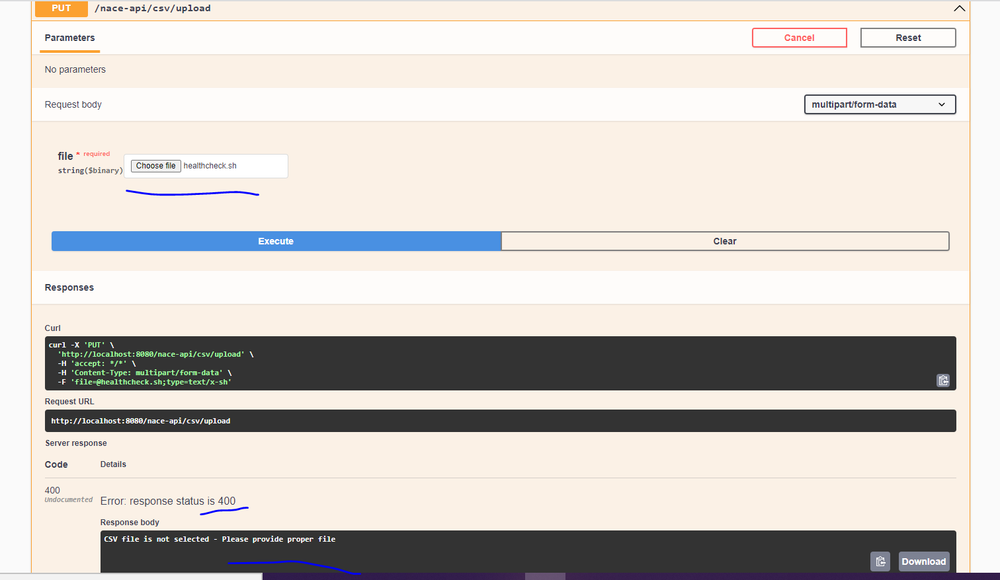 PUT /nace-api/csv/upload
Parameters
Cancel
Reset
No parameters
Request body
multipart/form-data
file * required
string($binary)
Choose file healthcheck.sh
Execute
Clear
Responses
Curl
curl -X 'PUT' \
'http://localhost:8080/nace-api/csv/upload' \
-H 'accept: */*' \
-H 'Content-Type: multipart/form-data' \
-F 'file=@healthcheck.sh;type=text/x-sh'
Request URL
http://localhost:8080/nace-api/csv/upload
Server response
Code Details
400
Undocumented
Error: response status is 400
Response body
CSV file is not selected - Please provide proper file
Download